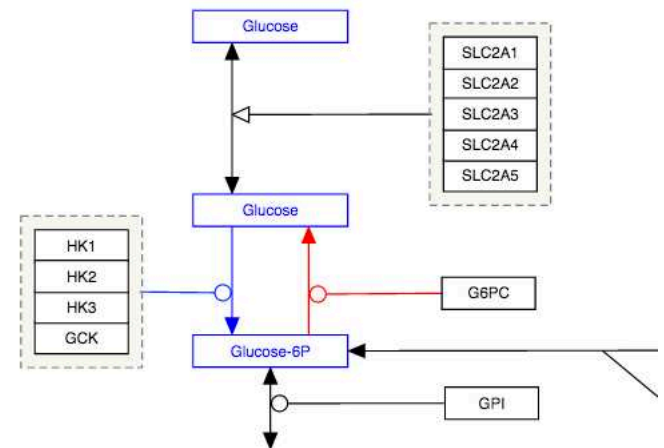 Glucose
SLC2A1
SLC2A2
SLC2A3
SLC2A4
SLC2A5
Glucose
HK1
HK2
HK3
GCK
G6PC
Glucose-6P
GPI